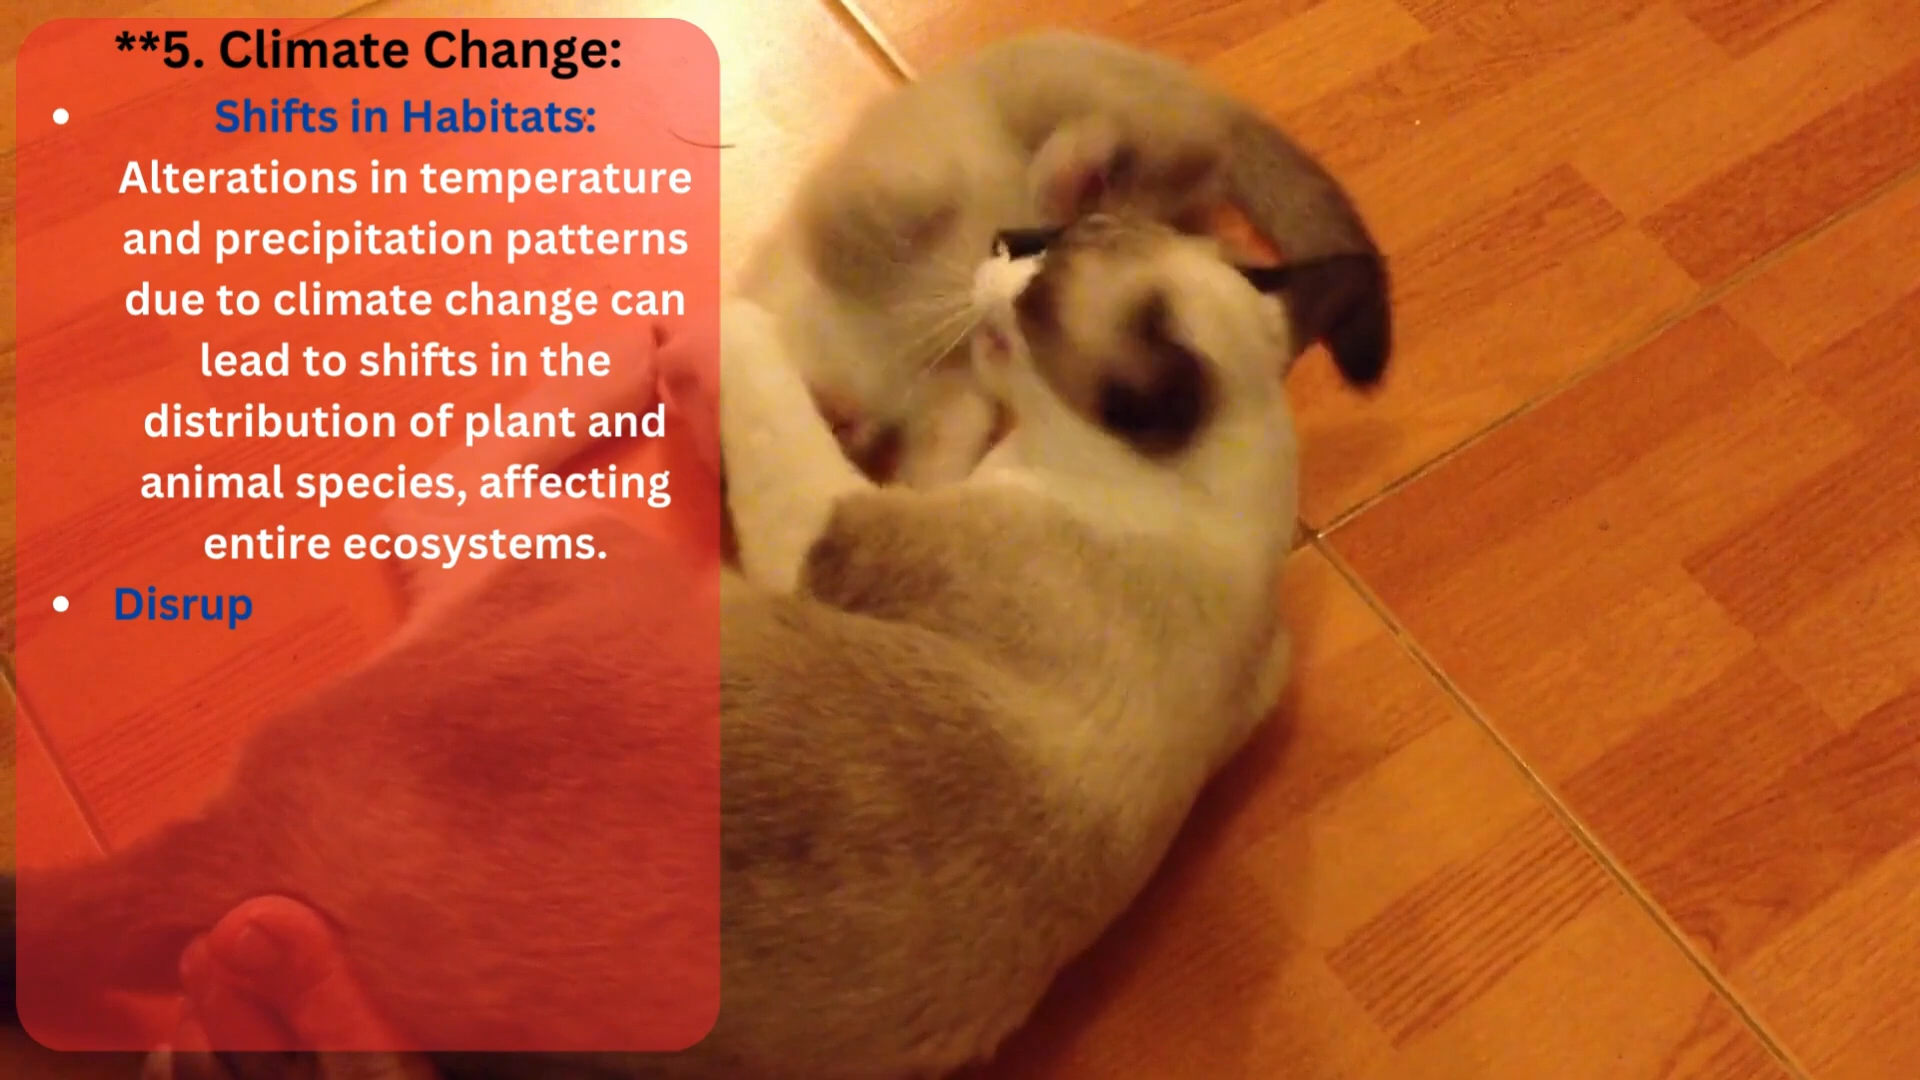 **5. Climate Change:
• Shifts in Habitats:
Alterations in temperature
and precipitation patterns
due to climate change can
lead to shifts in the
distribution of plant and
animal species, affecting
entire ecosystems.
• Disrup